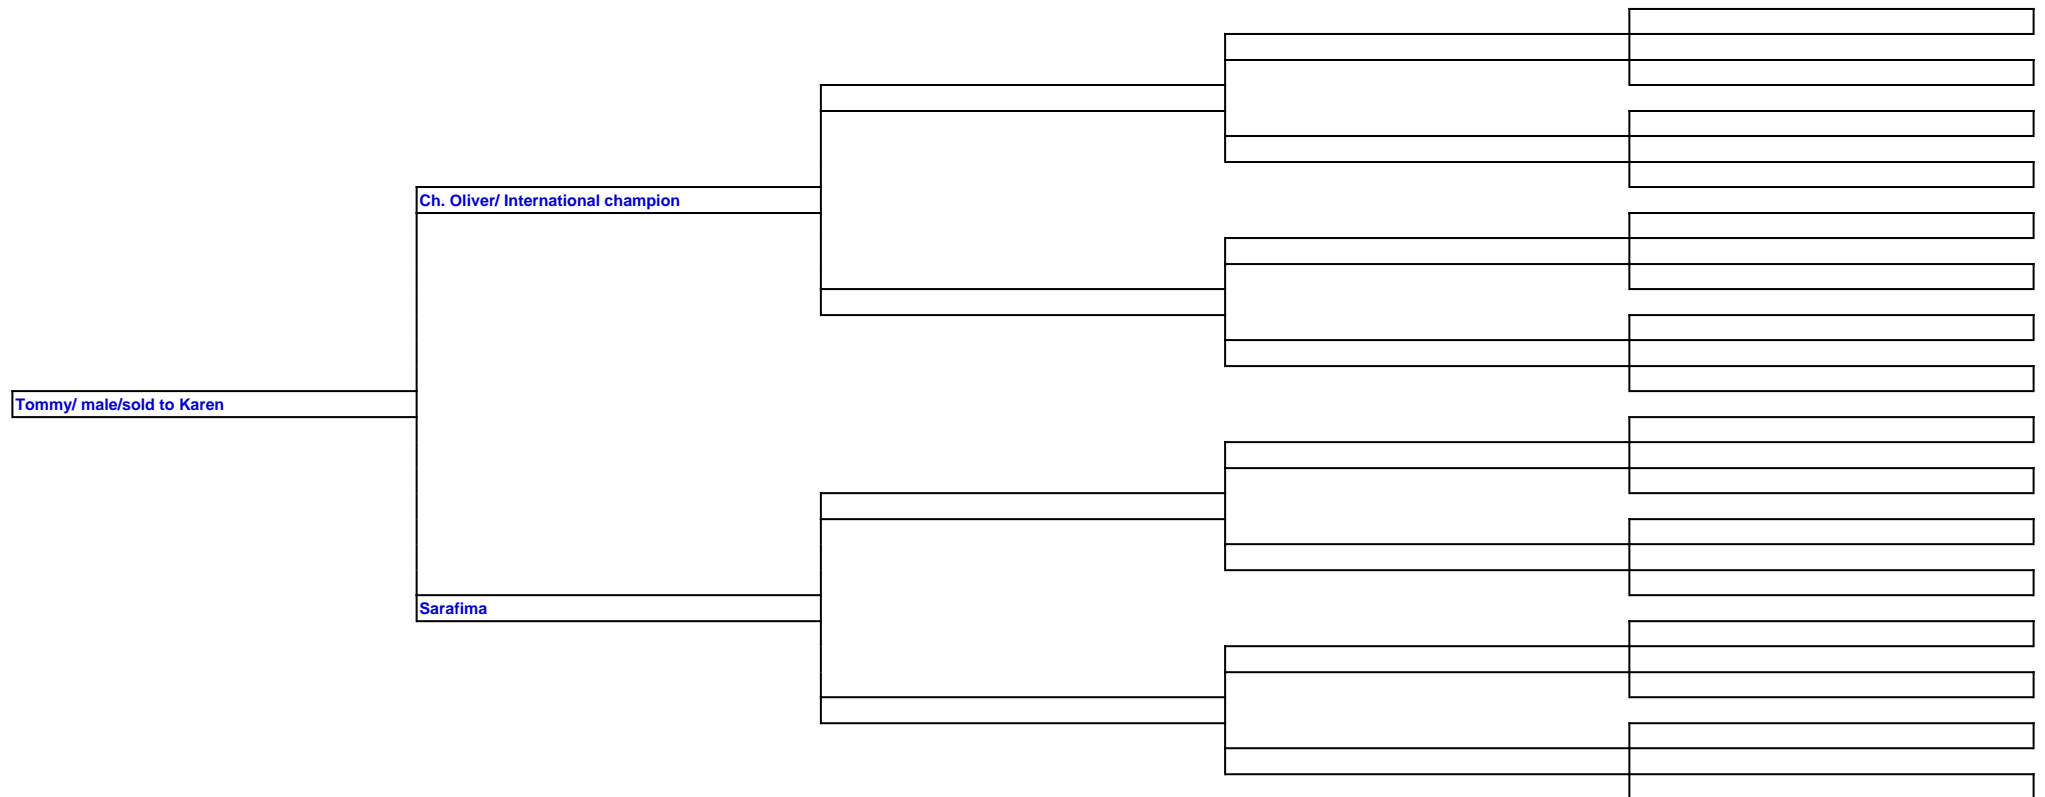 Ch. Oliver/ International champion
Tommy/ male/sold to Karen
Sarafima